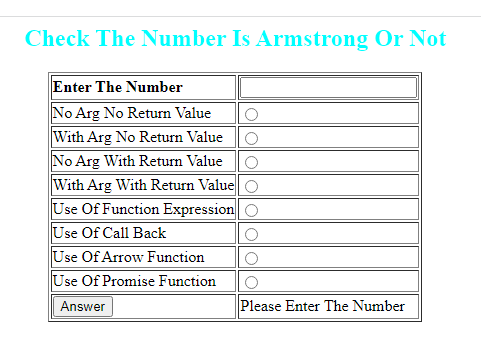 Check The Number Is Armstrong Or Not
Enter The Number
No Arg No Return Value
With Arg No Return Value
No Arg With Return Value
With Arg With Return Value
Use Of Function Expression
Use Of Call Back
Use Of Arrow Function
Use Of Promise Function
Answer Please Enter The Number